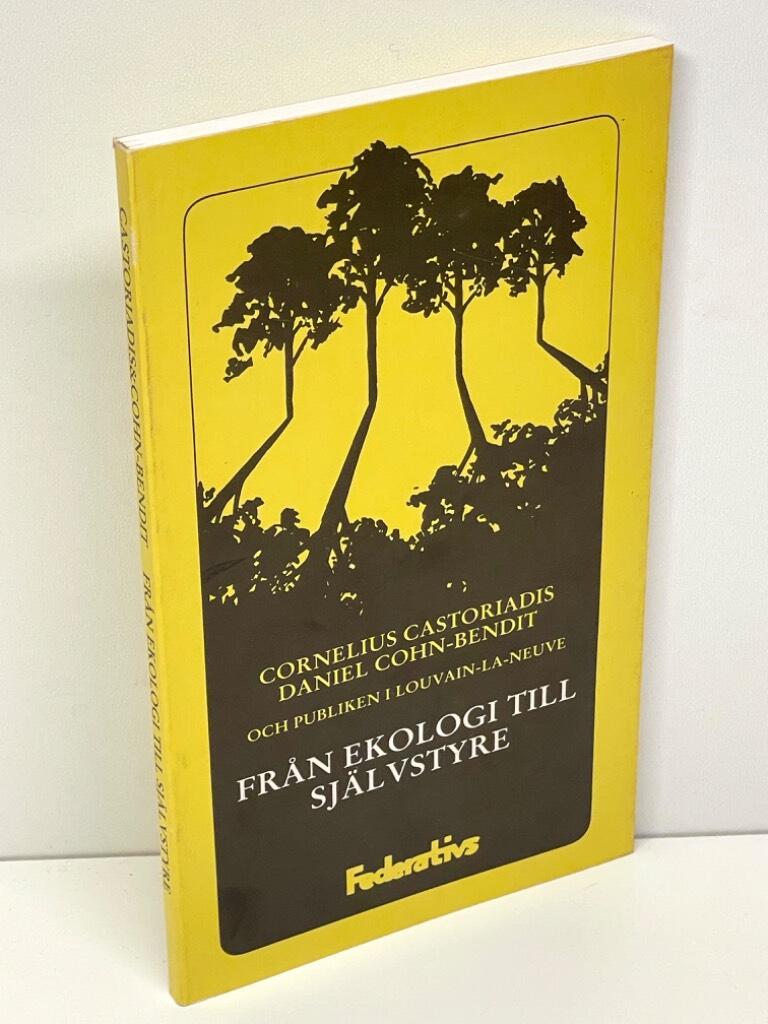 CASTORIADIS&COHN-BENDIT FRÅN EKOLOGI TILL SJÄLVSTYRE
CORNELIUS CASTORIADIS
DANIEL COHN-BENDIT
OCH PUBLIKEN I LOUVAIN-LA-NEUVE
FRÅN EKOLOGI TILL
SJÄLVSTYRE
Federativs